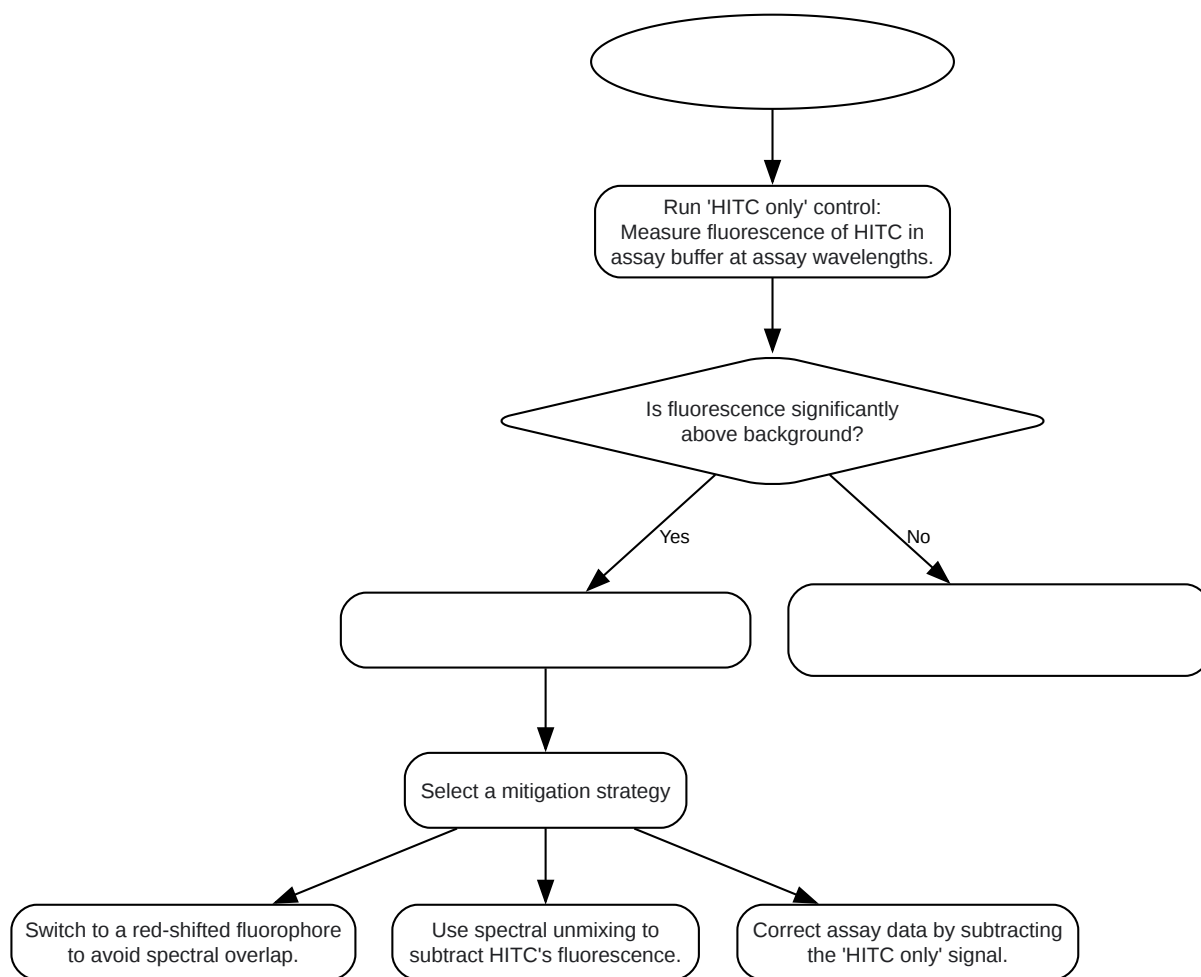 Run 'HITC only' control:
Measure fluorescence of HITC in
assay buffer at assay wavelengths.
Is fluorescence significantly
above background?
Yes
No
Select a mitigation strategy
Switch to a red-shifted fluorophore
to avoid spectral overlap.
Use spectral unmixing to
subtract HITC's fluorescence.
Correct assay data by subtracting
the 'HITC only' signal.